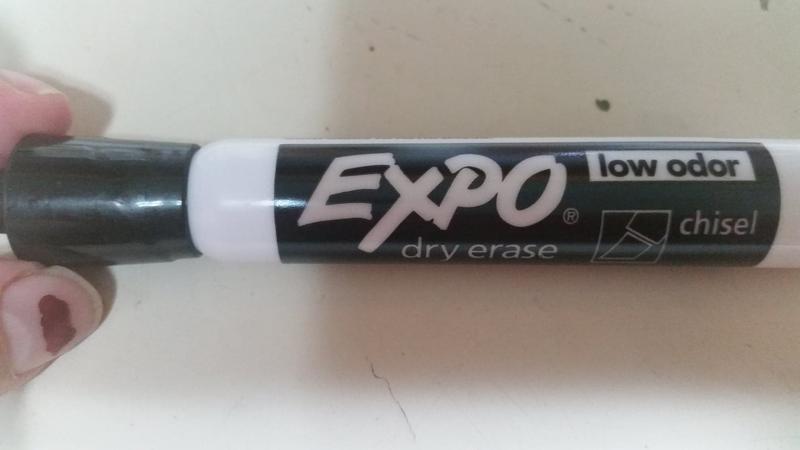 EXPO®
dry erase
low odor
chisel